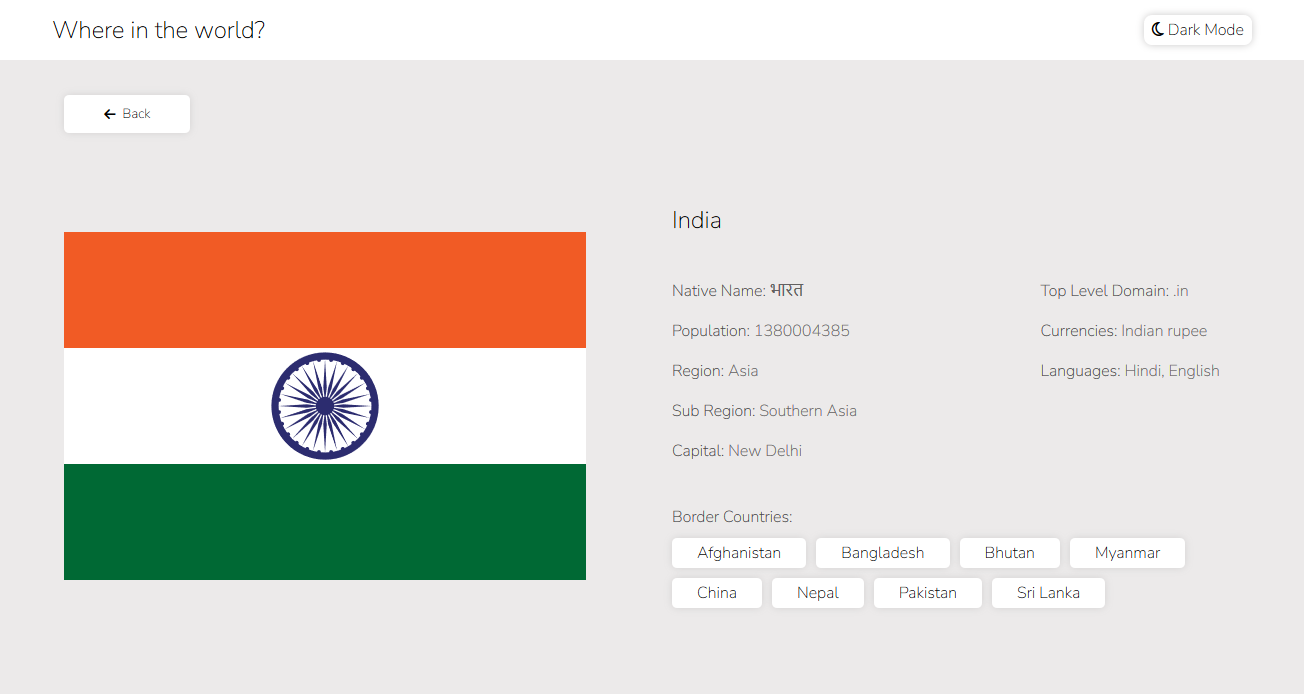 Where in the world?
Dark Mode
Back
India
Native Name: भारत
Population: 1380004385
Region: Asia
Sub Region: Southern Asia
Capital: New Delhi
Top Level Domain: .in
Currencies: Indian rupee
Languages: Hindi, English
Border Countries:
Afghanistan Bangladesh Bhutan Myanmar
China Nepal Pakistan Sri Lanka